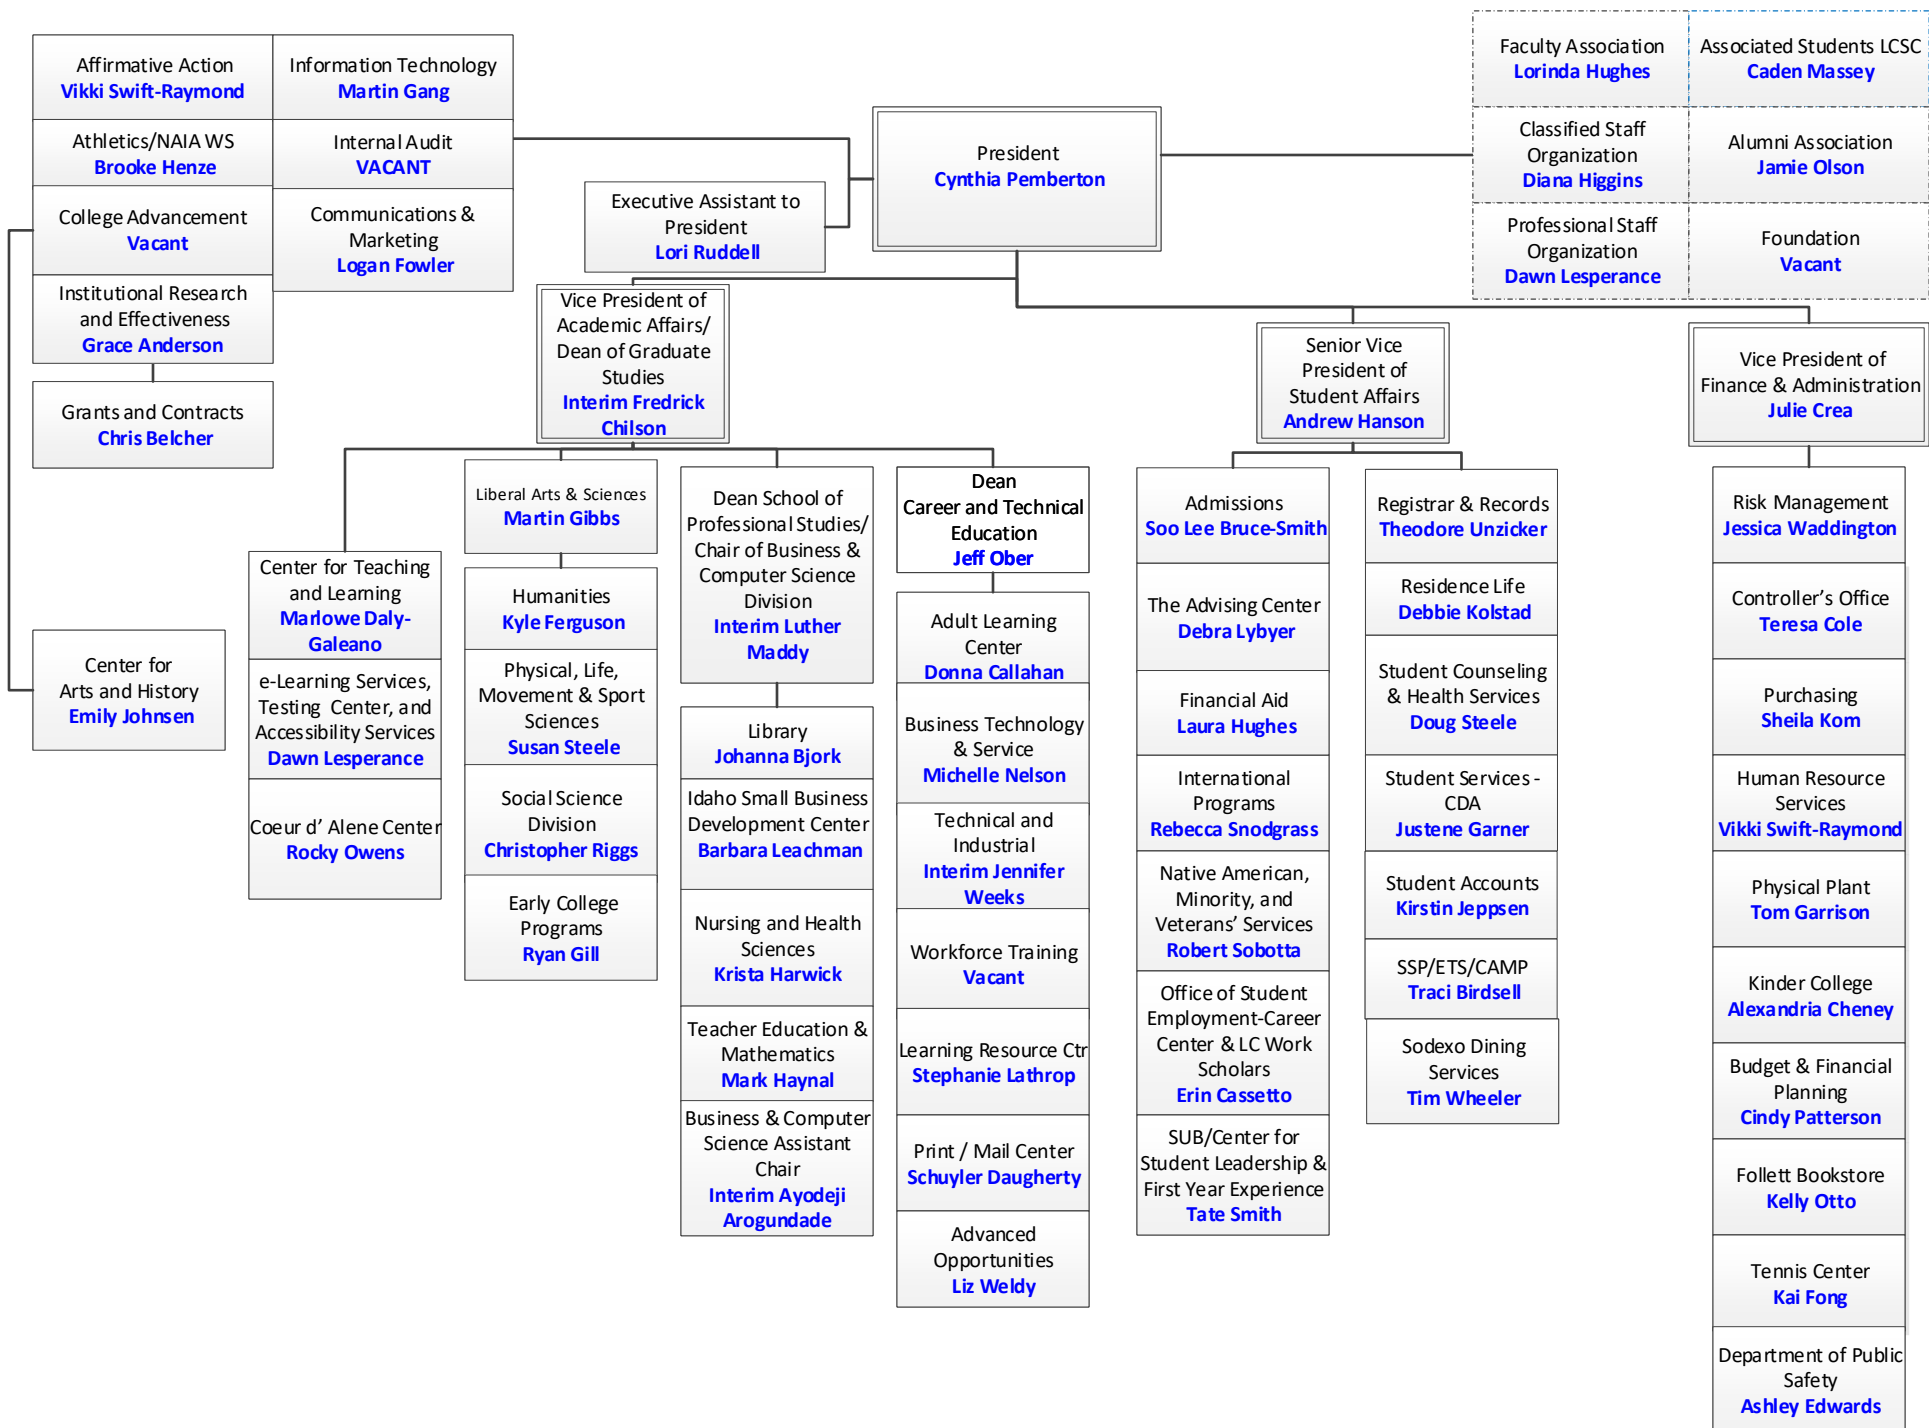 Affirmative Action
Vikki Swift-Raymond
Information Technology
Martin Gang
Athletics/NAIA WS
Brooke Henze
Internal Audit
VACANT
College Advancement
Vacant
Communications &
Marketing
Logan Fowler
Institutional Research
and Effectiveness
Grace Anderson
Grants and Contracts
Chris Belcher
Center for
Arts and History
Emily Johnsen
President
Cynthia Pemberton
Executive Assistant to
President
Lori Ruddell
Faculty Association
Lorinda Hughes
Associated Students LCSC
Caden Massey
Classified Staff
Organization
Diana Higgins
Alumni Association
Jamie Olson
Professional Staff
Organization
Dawn Lesperance
Foundation
Vacant
Vice President of
Academic Affairs/
Dean of Graduate
Studies
Interim Fredrick
Chilson
Senior Vice
President of
Student Affairs
Andrew Hanson
Vice President of
Finance & Administration
Julie Crea
Center for Teaching
and Learning
Marlowe Daly-
Galeano
e-Learning Services,
Testing Center, and
Accessibility Services
Dawn Lesperance
Coeur d' Alene Center
Rocky Owens
Liberal Arts & Sciences
Martin Gibbs
Humanities
Kyle Ferguson
Physical, Life,
Movement & Sport
Sciences
Susan Steele
Social Science
Division
Christopher Riggs
Early College
Programs
Ryan Gill
Dean School of
Professional Studies/
Chair of Business &
Computer Science
Division
Interim Luther
Maddy
Library
Johanna Bjork
Idaho Small Business
Development Center
Barbara Leachman
Nursing and Health
Sciences
Krista Harwick
Teacher Education &
Mathematics
Mark Haynal
Business & Computer
Science Assistant
Chair
Interim Ayodeji
Arogundade
Dean
Career and Technical
Education
Jeff Ober
Adult Learning
Center
Donna Callahan
Business Technology
& Service
Michelle Nelson
Technical and
Industrial
Interim Jennifer
Weeks
Workforce Training
Vacant
Learning Resource Ctr
Stephanie Lathrop
Print / Mail Center
Schuyler Daugherty
Advanced
Opportunities
Liz Weldy
Admissions
Soo Lee Bruce-Smith
The Advising Center
Debra Lybyer
Financial Aid
Laura Hughes
International
Programs
Rebecca Snodgrass
Native American,
Minority, and
Veterans' Services
Robert Sobotta
Office of Student
Employment-Career
Center & LC Work
Scholars
Erin Cassetto
SUB/Center for
Student Leadership &
First Year Experience
Tate Smith
Registrar & Records
Theodore Unzicker
Residence Life
Debbie Kolstad
Student Counseling
& Health Services
Doug Steele
Student Services -
CDA
Justene Garner
Student Accounts
Kirstin Jeppsen
SSP/ETS/CAMP
Traci Birdsell
Sodexo Dining
Services
Tim Wheeler
Risk Management
Jessica Waddington
Controller's Office
Teresa Cole
Purchasing
Sheila Kom
Human Resource
Services
Vikki Swift-Raymond
Physical Plant
Tom Garrison
Kinder College
Alexandria Cheney
Budget & Financial
Planning
Cindy Patterson
Follett Bookstore
Kelly Otto
Tennis Center
Kai Fong
Department of Public
Safety
Ashley Edwards